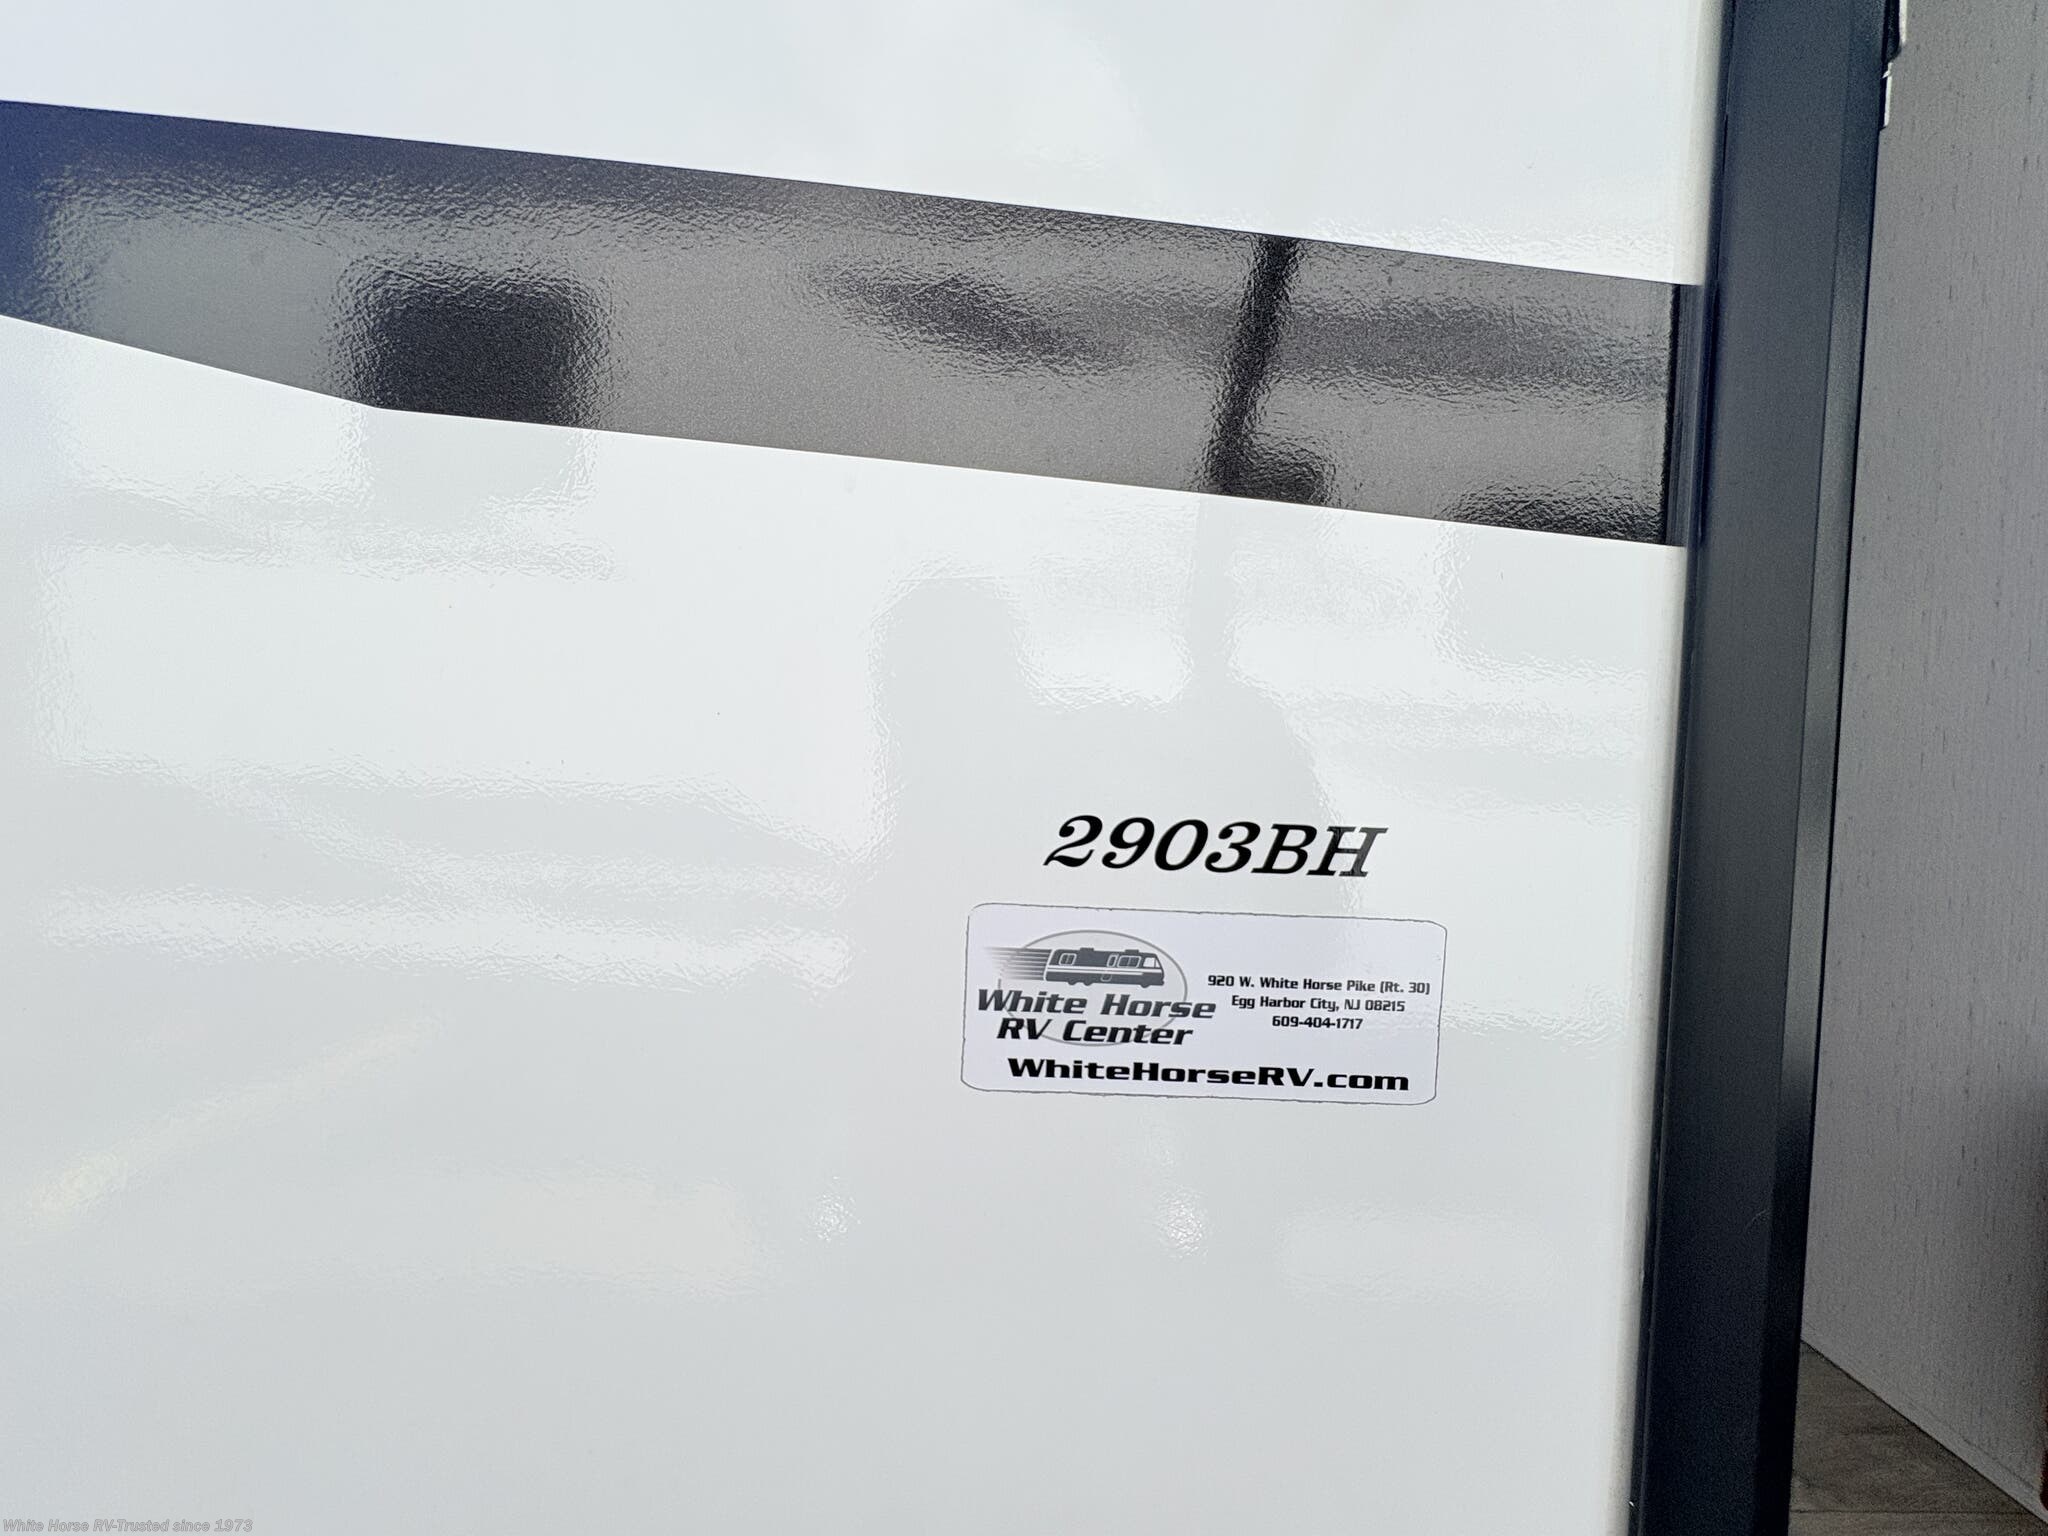 2903BH
White Horse
RV Center
920 W. White Horse Pike (Rt. 30)
Egg Harbor City, NJ 08215
609-404-1717
WhiteHorseRV.com
White Horse RV-Trusted since 1973